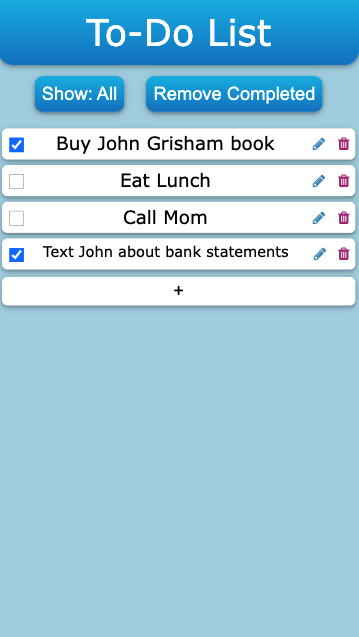 To-Do List
Show: All Remove Completed
Buy John Grisham book
Eat Lunch
Call Mom
Text John about bank statements
+